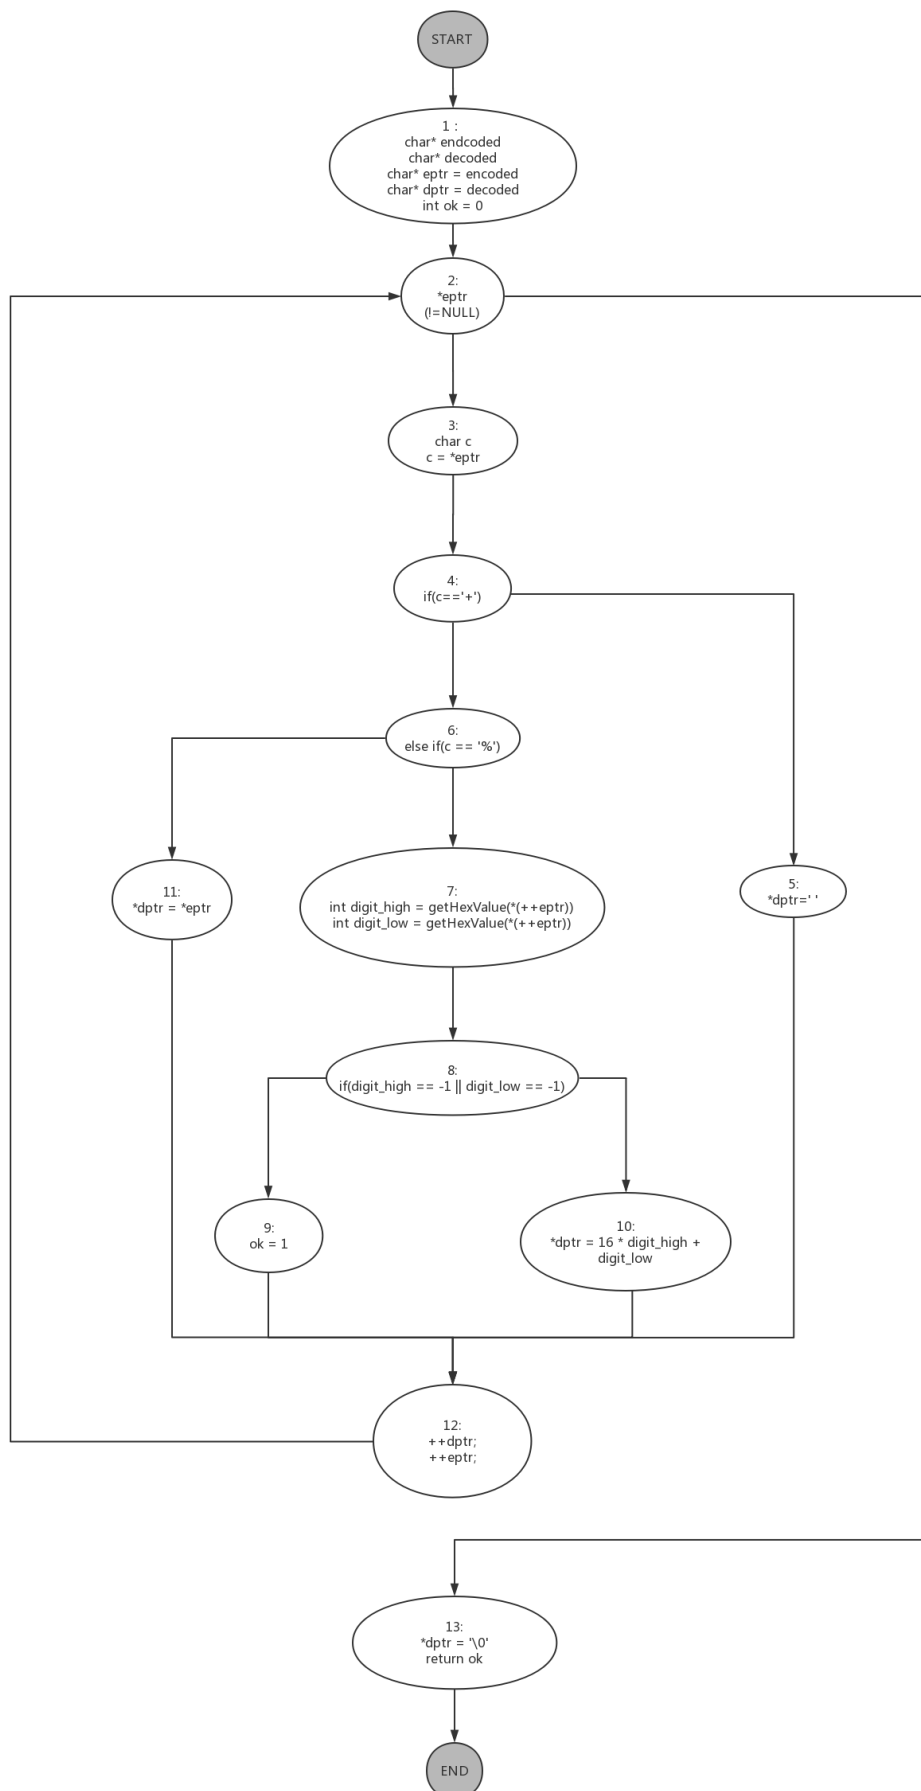 START
1 :
char* endcoded
char* decoded
char* eptr = encoded
char* dptr = decoded
int ok = 0
2:
*eptr
(!=NULL)
3:
char c
c = *eptr
4:
if(c=='+')
6:
else if(c == '%')
11:
*dptr = *eptr
7:
int digit_high = getHexValue(*(++eptr))
int digit_low = getHexValue(*(++eptr))
5:
*dptr=' '
8:
if(digit_high == -1 || digit_low == -1)
9:
ok = 1
10:
*dptr = 16 * digit_high +
digit_low
12:
++dptr;
++eptr;
13:
*dptr = '\0'
return ok
END